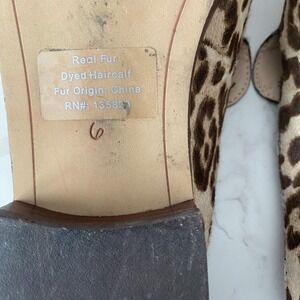 Real Fur
Dyed Haircalf
Fur Origin: China
RN#:
6